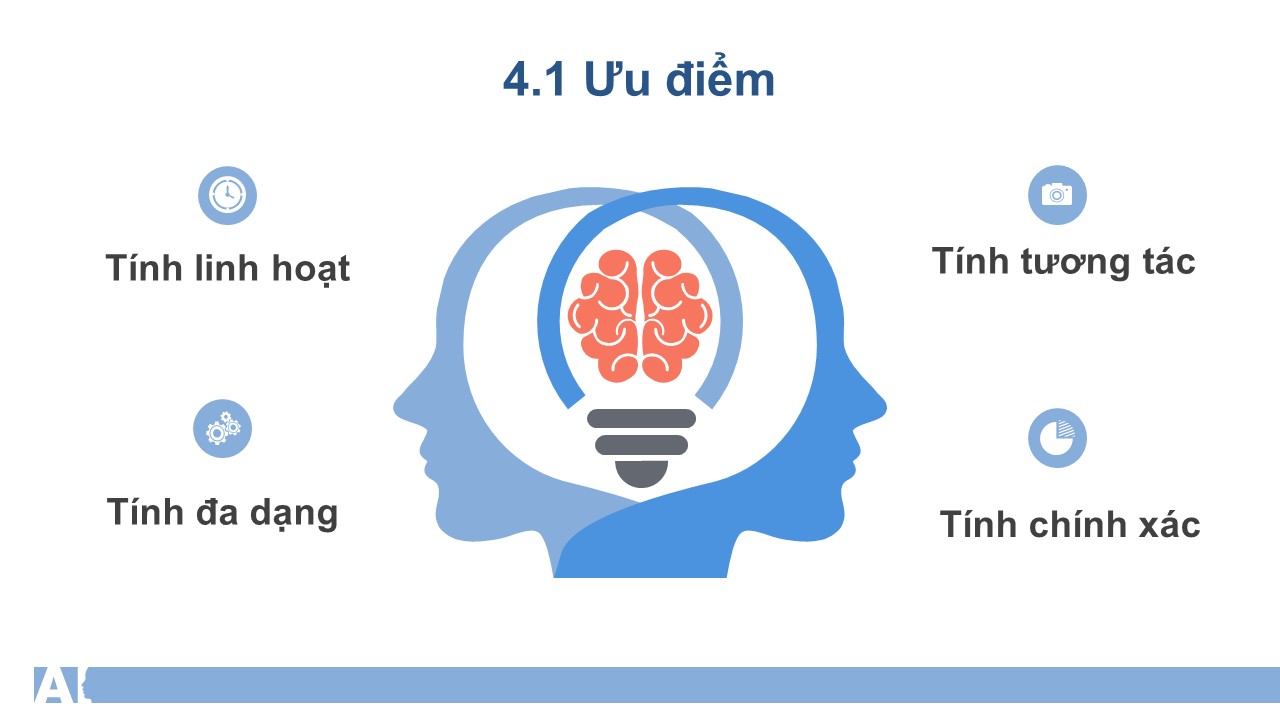 4.1 Ưu điểm
Tính linh hoạt
Tính tương tác
Tính đa dạng
Tính chính xác
AI